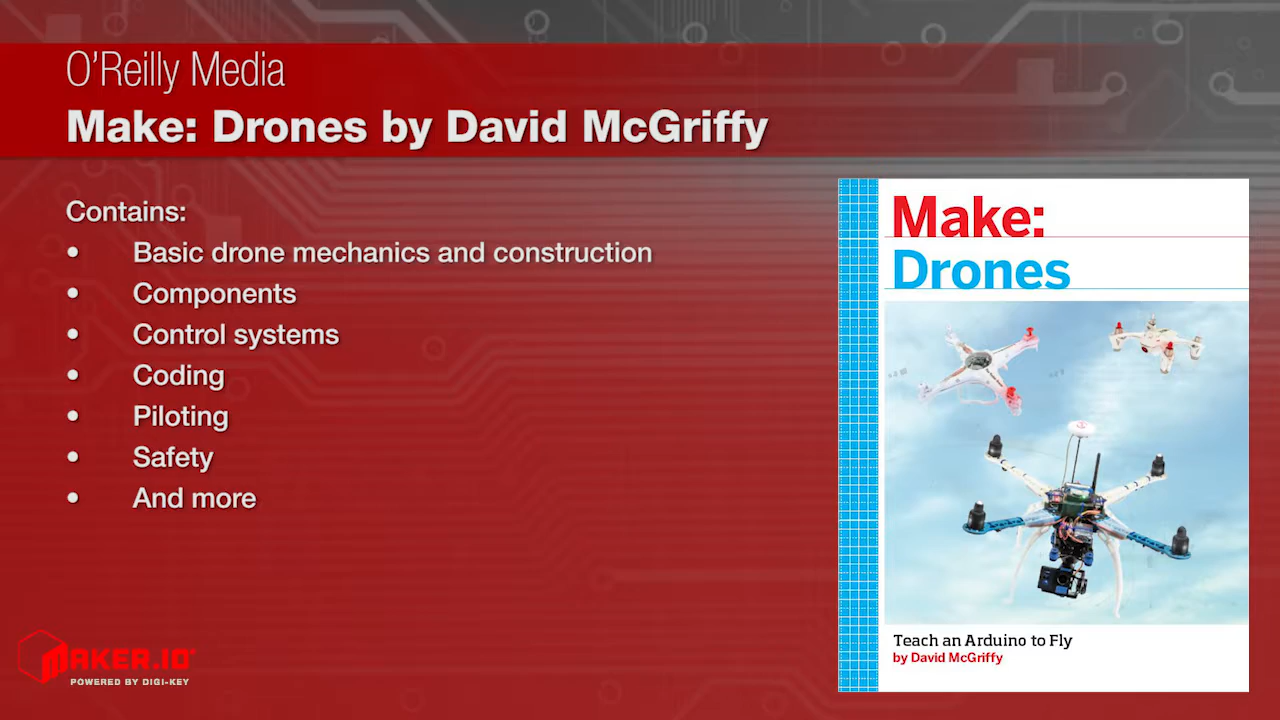 O'Reilly Media
Make: Drones by David McGriffy
Contains:
• Basic drone mechanics and construction
• Components
• Control systems
• Coding
• Piloting
• Safety
• And more
Make:
Drones
Teach an Arduino to Fly
by David McGriffy
MAKER.IO
POWERED BY DIGI-KEY